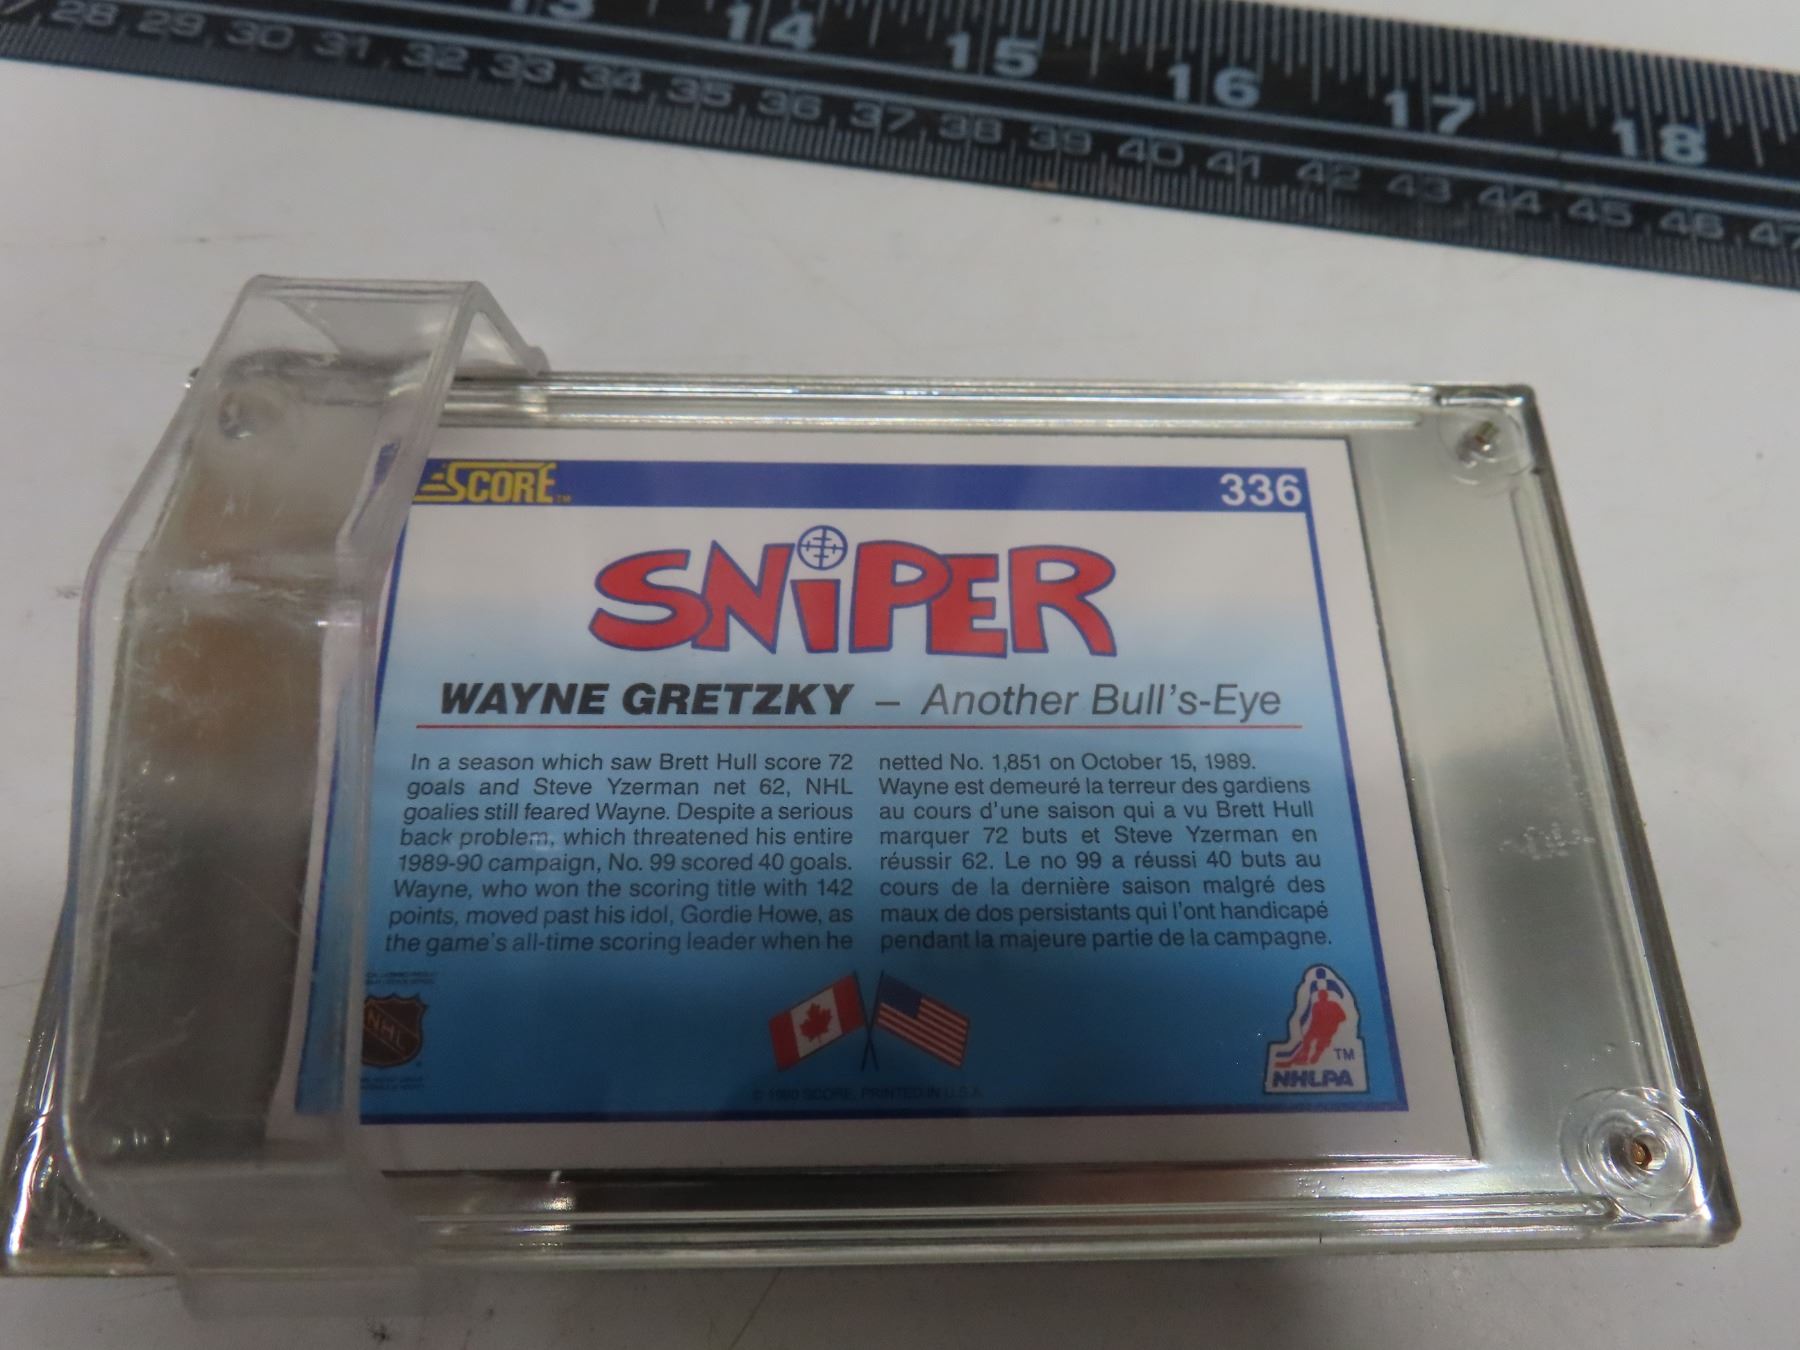 13 14 15 16 17 18
28 29 30 31 32 33 34 35 36 37 38 39 40 41 42 43 44 45 46 47
SCORE™
336
SNiPER
WAYNE GRETZKY – Another Bull's-Eye
In a season which saw Brett Hull score 72
goals and Steve Yzerman net 62, NHL
goalies still feared Wayne. Despite a serious
back problem, which threatened his entire
1989-90 campaign, No. 99 scored 40 goals.
Wayne, who won the scoring title with 142
points, moved past his idol, Gordie Howe, as
the game's all-time scoring leader when he
netted No. 1,851 on October 15, 1989.
Wayne est demeuré la terreur des gardiens
au cours d'une saison qui a vu Brett Hull
marquer 72 buts et Steve Yzerman en
réussir 62. Le no 99 a réussi 40 buts au
cours de la dernière saison malgré des
maux de dos persistants qui l'ont handicapé
pendant la majeure partie de la campagne.
NHL
TM
NHLPA
© 1990 SCORE, PRINTED IN U.S.A.